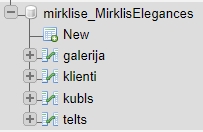 mirklise_MirklisElegances
New
galerija
klienti
kubls
telts